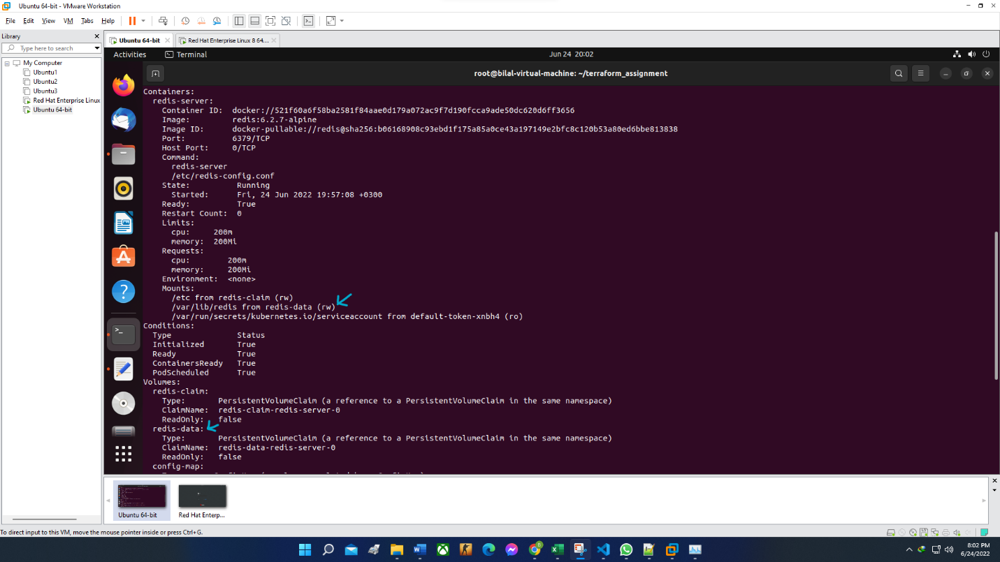 Ubuntu 64-bit - VMware Workstation
File Edit View VM Tabs Help
Library
Type here to search
My Computer
Ubuntu1
Ubuntu2
Ubuntu3
Red Hat Enterprise Linux
Ubuntu 64-bit
Ubuntu 64-bit
Red Hat Enterprise Linux 8 64...
Activities
Terminal
Jun 24 20:02
root@bilal-virtual-machine: ~/terraform_assignment
Containers:
redis-server:
Container ID: docker://521f60a6f58ba2581f84aae0d179a072ac9f7d190fcca9ade50dc620d6ff3656
Image: redis:6.2.7-alpine
Image ID: docker-pullable://redis@sha256:b06168908c93ebd1f175a85a0ce43a197149e2bfc8c120b53a80ed6bbe813838
Port: 6379/TCP
Host Port: 0/TCP
Command:
redis-server
/etc/redis-config.conf
State: Running
Started: Fri, 24 Jun 2022 19:57:08 +0300
Ready: True
Restart Count: 0
Limits:
cpu: 200m
memory: 200Mi
Requests:
cpu: 200m
memory: 200Mi
Environment: <none>
Mounts:
/etc from redis-claim (rw)
/var/lib/redis from redis-data (rw)
/var/run/secrets/kubernetes.io/serviceaccount from default-token-xnbh4 (ro)
Conditions:
Type Status
Initialized True
Ready True
ContainersReady True
PodScheduled True
Volumes:
redis-claim:
Type: PersistentVolumeClaim (a reference to a PersistentVolumeClaim in the same namespace)
ClaimName: redis-claim-redis-server-0
ReadOnly: false
redis-data:
Type: PersistentVolumeClaim (a reference to a PersistentVolumeClaim in the same namespace)
ClaimName: redis-data-redis-server-0
ReadOnly: false
config-map:
Ubuntu 64-bit
Red Hat Enterp...
To direct input to this VM, move the mouse pointer inside or press Ctrl+G.
8:02 PM
6/24/2022